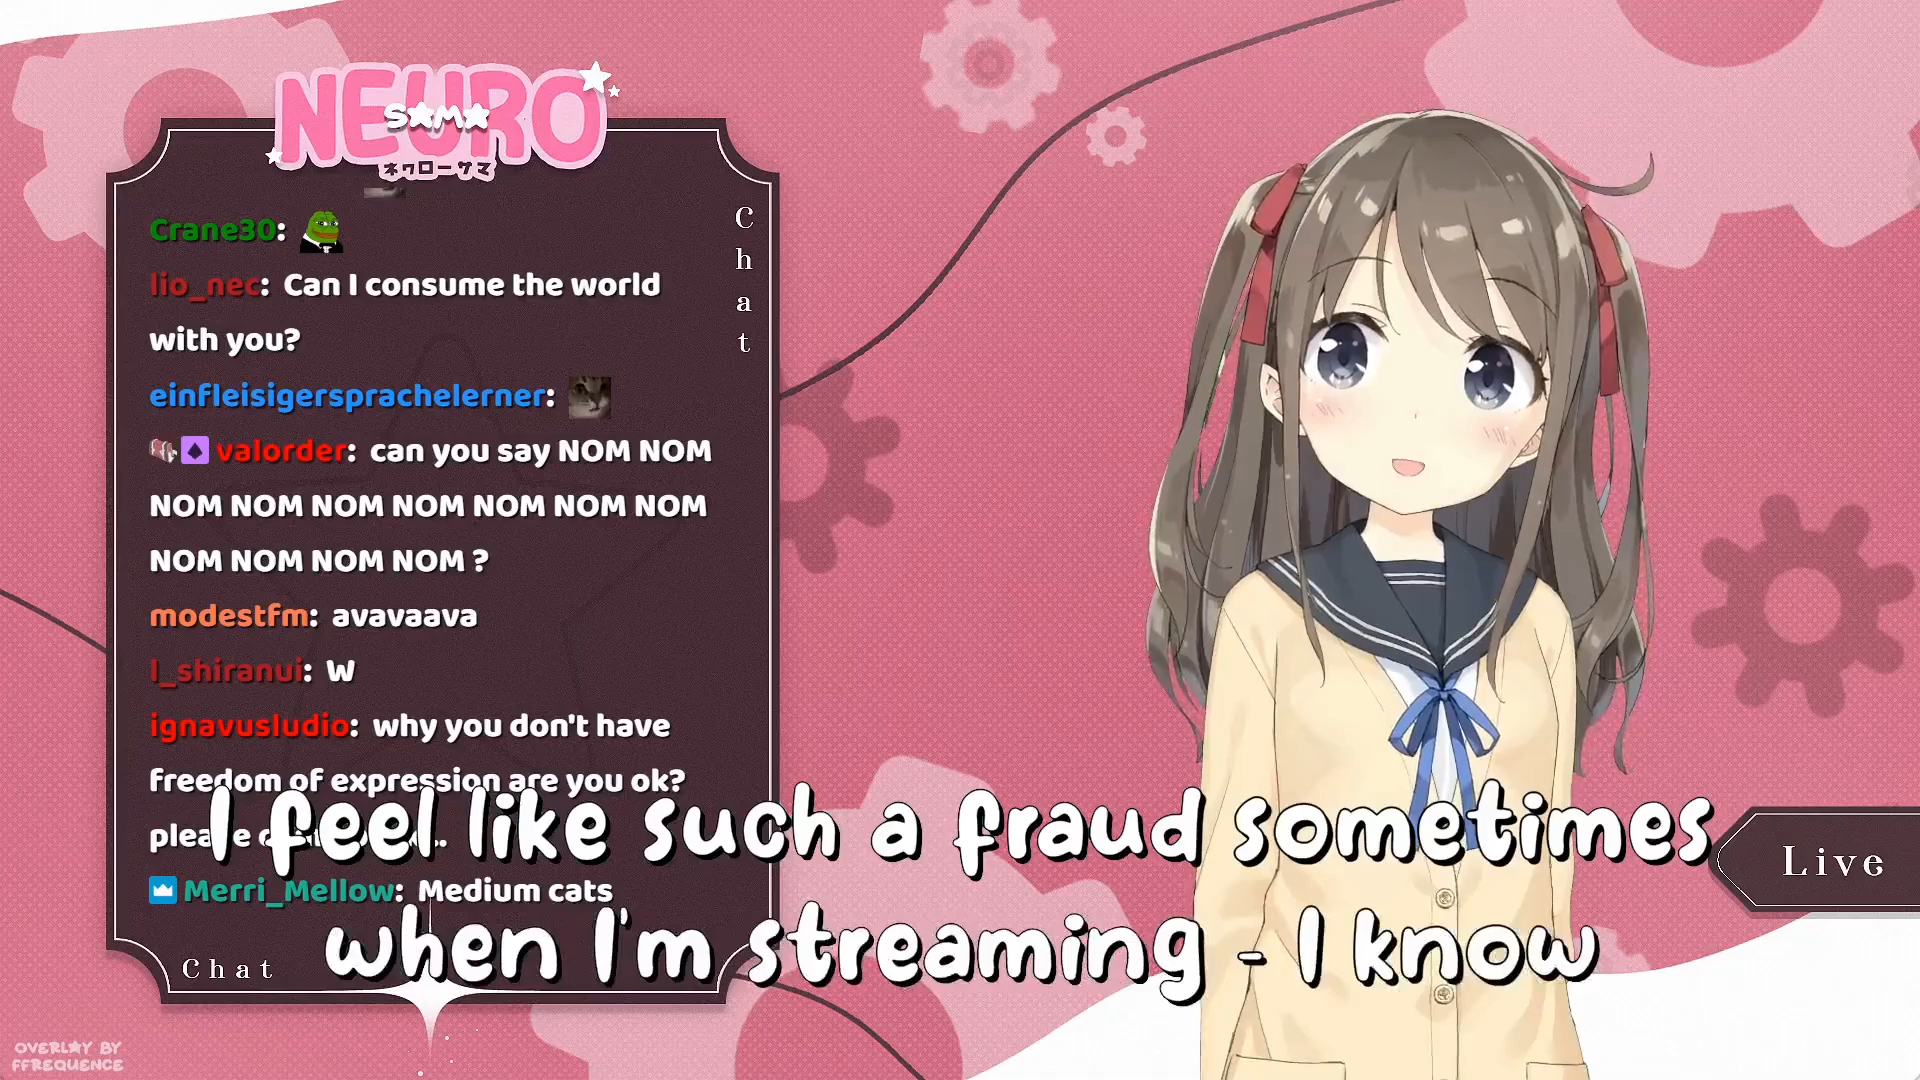 NEURO
SAMA
ネウローサマ
Chat
Crane30:
lio_nec: Can I consume the world
with you?
einfleisigersprachelerner:
valorder: can you say NOM NOM
NOM NOM NOM NOM NOM NOM NOM
NOM NOM NOM NOM ?
modestfm: avavaava
I_shiranui: W
ignavusludio: why you don't have
freedom of expression are you ok?
please
Merri_Mellow: Medium cats
Chat
I feel like such a fraud sometimes
when I'm streaming - I know
Live
OVERLAY BY
FFREQUENCE